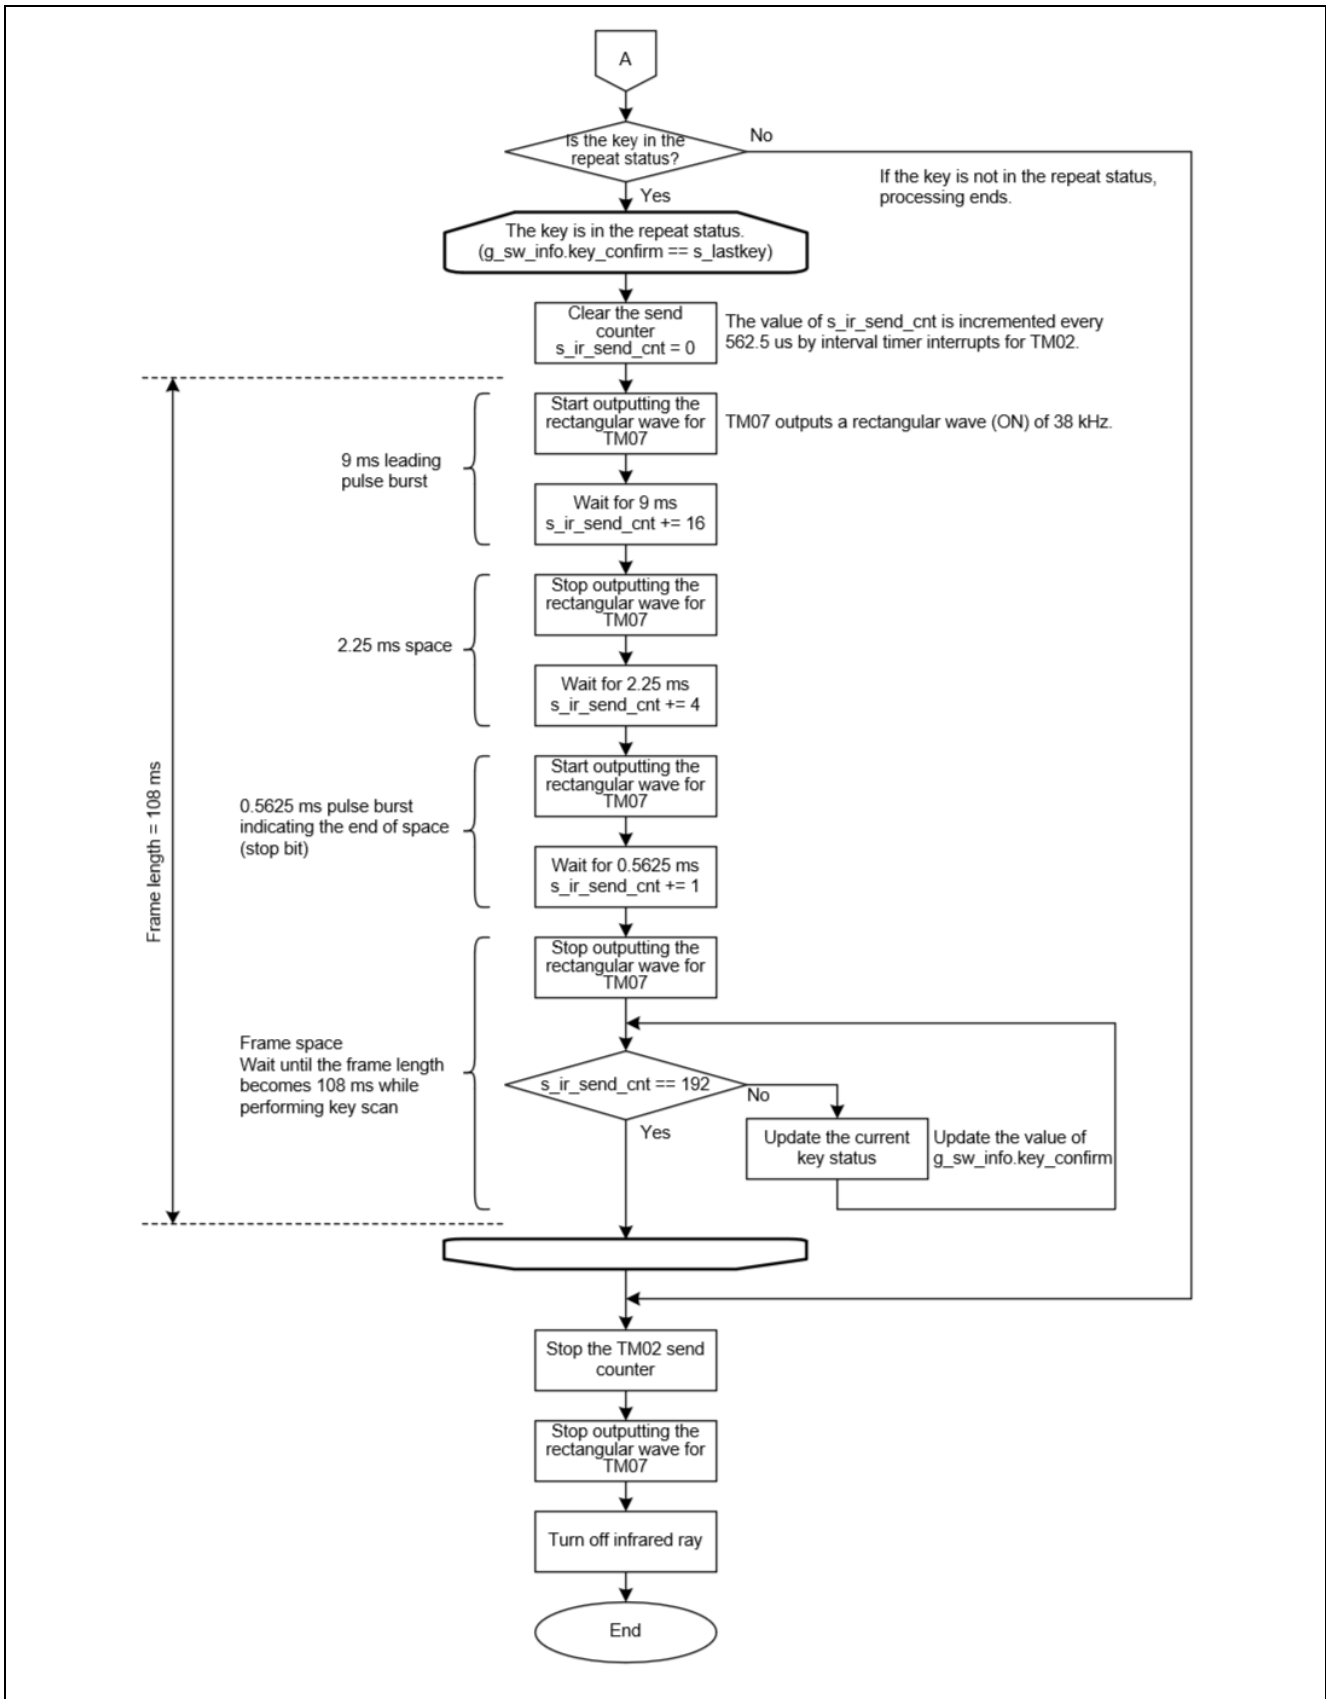 A
Is the key in the
repeat status?
No
If the key is not in the repeat status,
processing ends.
Yes
The key is in the repeat status.
(g_sw_info.key_confirm == s_lastkey)
Clear the send
counter
s_ir_send_cnt = 0
The value of s_ir_send_cnt is incremented every
562.5 us by interval timer interrupts for TM02.
Start outputting the
rectangular wave for
TM07
TM07 outputs a rectangular wave (ON) of 38 kHz.
9 ms leading
pulse burst
Wait for 9 ms
s_ir_send_cnt += 16
Stop outputting the
rectangular wave for
TM07
2.25 ms space
Wait for 2.25 ms
s_ir_send_cnt += 4
Start outputting the
rectangular wave for
TM07
0.5625 ms pulse burst
indicating the end of space
(stop bit)
Wait for 0.5625 ms
s_ir_send_cnt += 1
Frame length = 108 ms
Stop outputting the
rectangular wave for
TM07
Frame space
Wait until the frame length
becomes 108 ms while
performing key scan
s_ir_send_cnt == 192
No
Yes
Update the current
key status
Update the value of
g_sw_info.key_confirm
Stop the TM02 send
counter
Stop outputting the
rectangular wave for
TM07
Turn off infrared ray
End